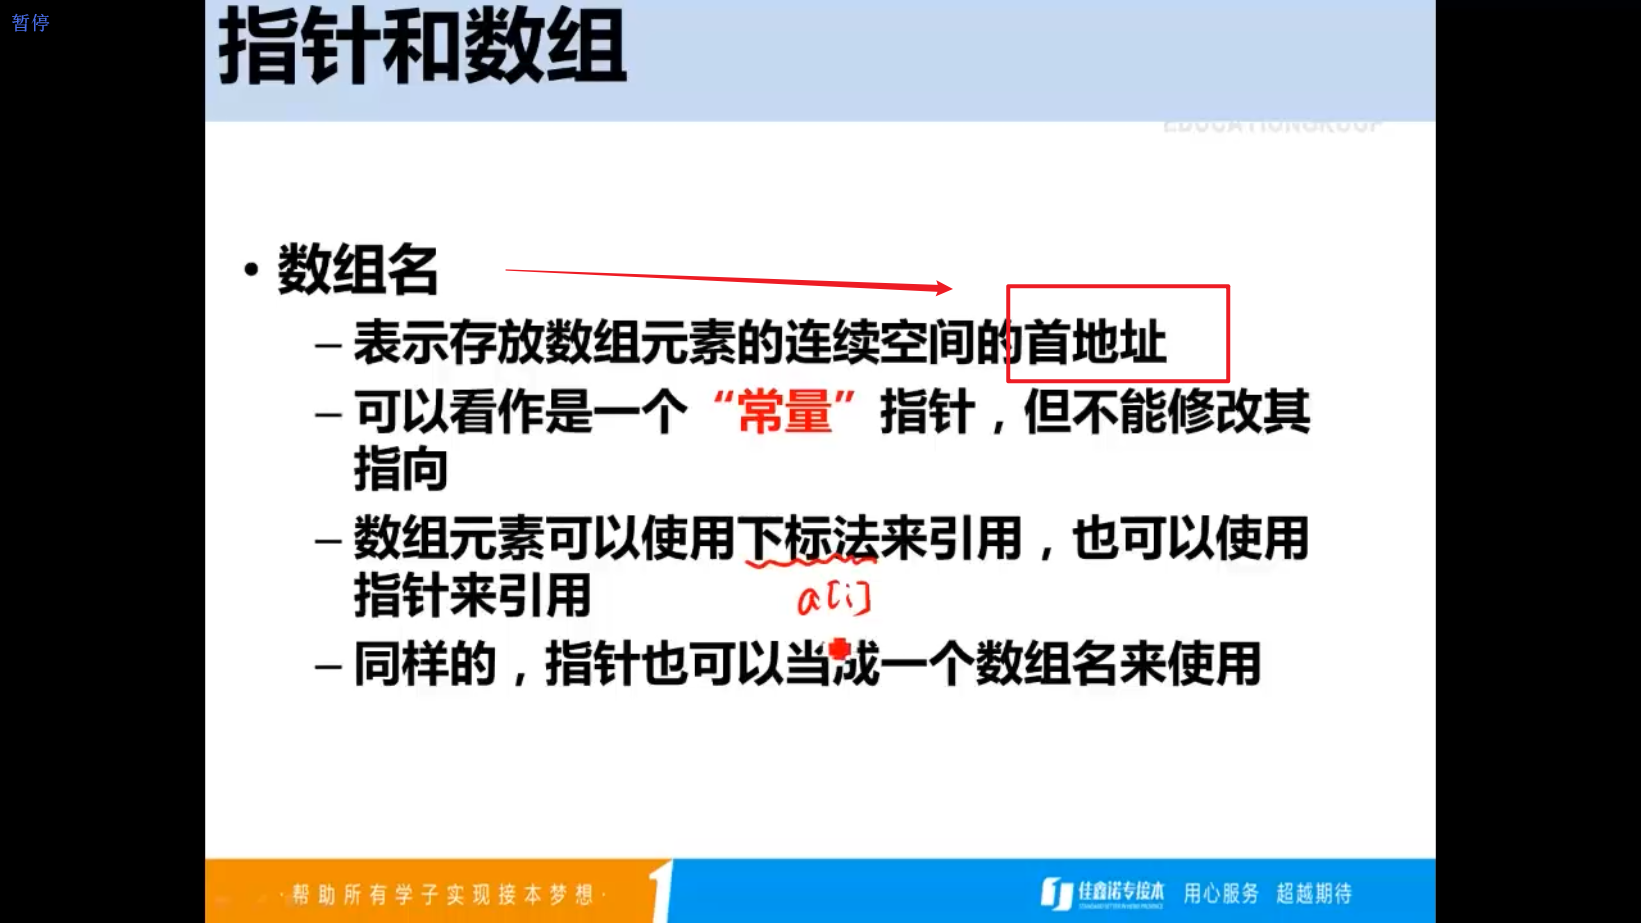 暂停
指针和数组
EDUCATIONGROUP
• 数组名
– 表示存放数组元素的连续空间的首地址
– 可以看作是一个“常量”指针，但不能修改其
指向
– 数组元素可以使用下标法来引用，也可以使用
指针来引用
a[i]
– 同样的，指针也可以当成一个数组名来使用
·帮助所有学子实现接本梦想·
1
佳鑫诺专接本
用心服务 超越期待